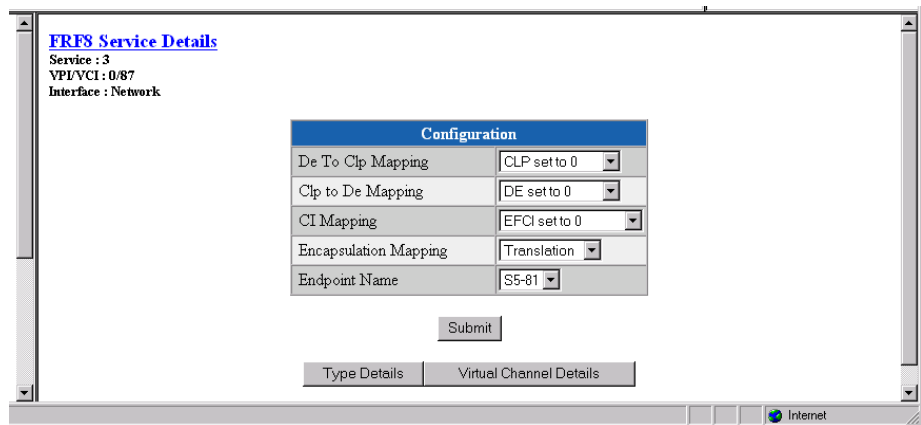 FRF8 Service Details
Service : 3
VPI/VCI : 0/87
Interface : Network
Configuration
De To Clp Mapping CLP set to 0
Clp to De Mapping DE set to 0
CI Mapping EFCI set to 0
Encapsulation Mapping Translation
Endpoint Name S5-81
Submit
Type Details Virtual Channel Details
Internet